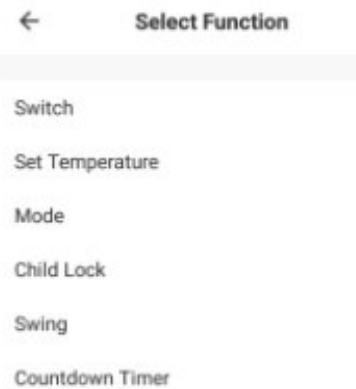 Select Function
Switch
Set Temperature
Mode
Child Lock
Swing
Countdown Timer